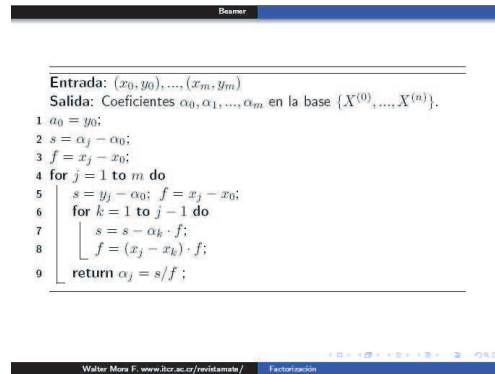 Beamer
Entrada: (x₀, y₀), ..., (xₘ, yₘ)
Salida: Coeficientes α₀, α₁, ..., αₘ en la base {X⁽⁰⁾, ..., X⁽ⁿ⁾}.
1 a₀ = y₀;
2 s = αⱼ − α₀;
3 f = xⱼ − x₀;
4 for j = 1 to m do
5 s = yⱼ − α₀; f = xⱼ − x₀;
6 for k = 1 to j − 1 do
7 s = s − αₖ · f;
8 f = (xⱼ − xₖ) · f;
9 return αⱼ = s/f ;
Walter Mora F. www.itcr.ac.cr/revistamate/ Factorización